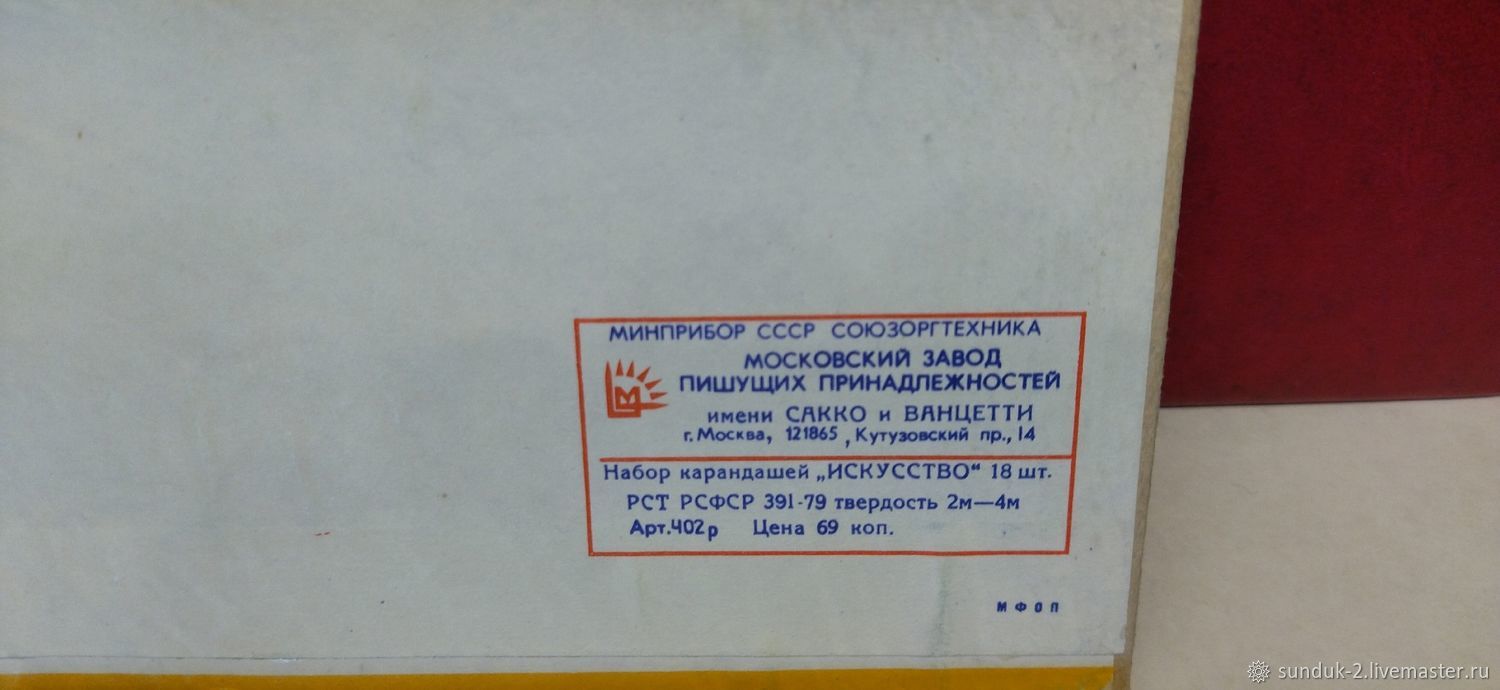 МИНПРИБОР СССР СОЮЗОРГТЕХНИКА
МОСКОВСКИЙ ЗАВОД
ПИШУЩИХ ПРИНАДЛЕЖНОСТЕЙ
имени САККО и ВАНЦЕТТИ
г. Москва, 121865, Кутузовский пр., 14
Набор карандашей „ИСКУССТВО“ 18 шт.
РСТ РСФСР 391-79 твердость 2м—4м
Арт.402р Цена 69 коп.
МФОП
sunduk-2.livemaster.ru